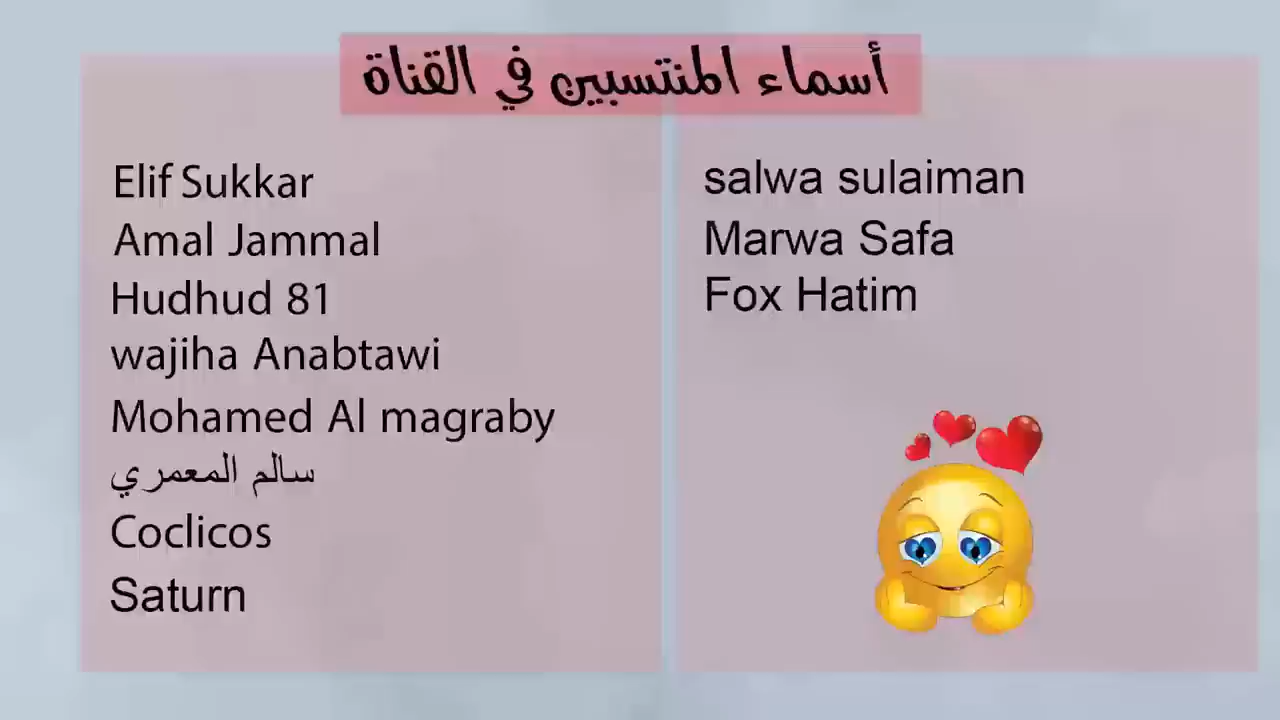 أسماء المنتسبين في القناة
Elif Sukkar
Amal Jammal
Hudhud 81
wajiha Anabtawi
Mohamed Al magraby
سالم المعمري
Coclicos
Saturn
salwa sulaiman
Marwa Safa
Fox Hatim